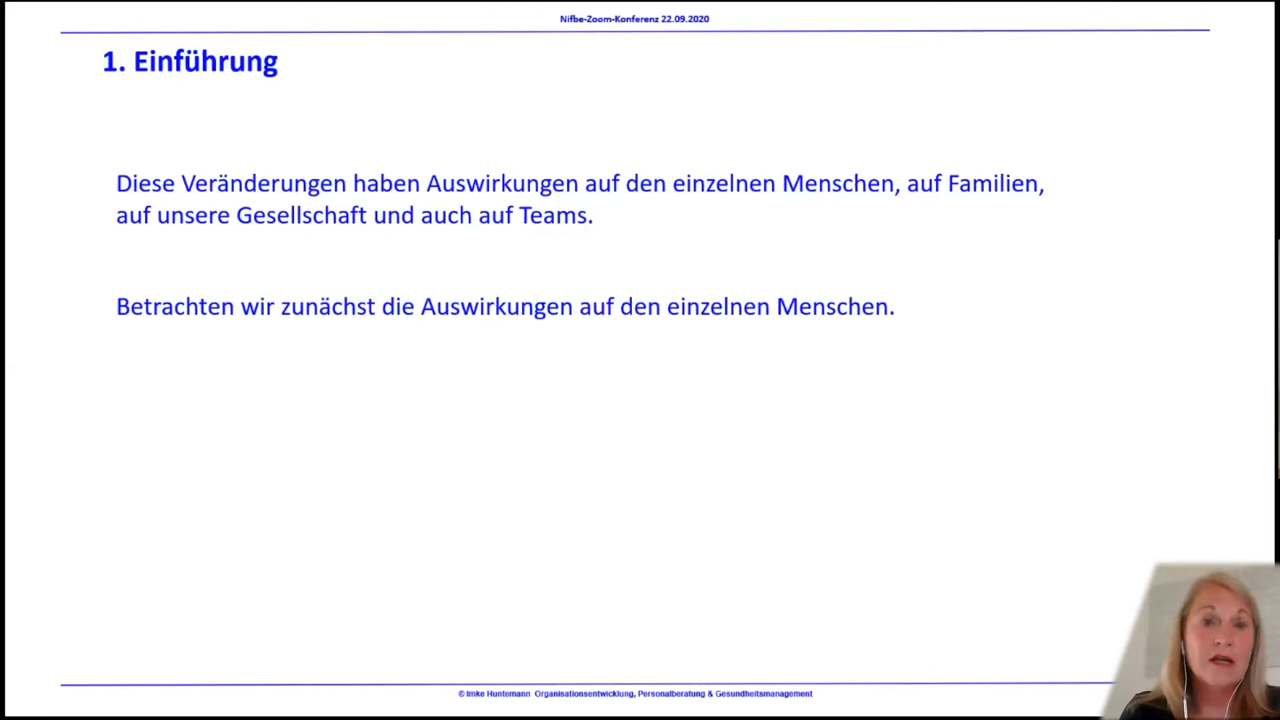 Nifbe-Zoom-Konferenz 22.09.2020
1. Einführung
Diese Veränderungen haben Auswirkungen auf den einzelnen Menschen, auf Familien,
auf unsere Gesellschaft und auch auf Teams.
Betrachten wir zunächst die Auswirkungen auf den einzelnen Menschen.
© Imke Huntemann Organisationsentwicklung, Personalberatung & Gesundheitsmanagement